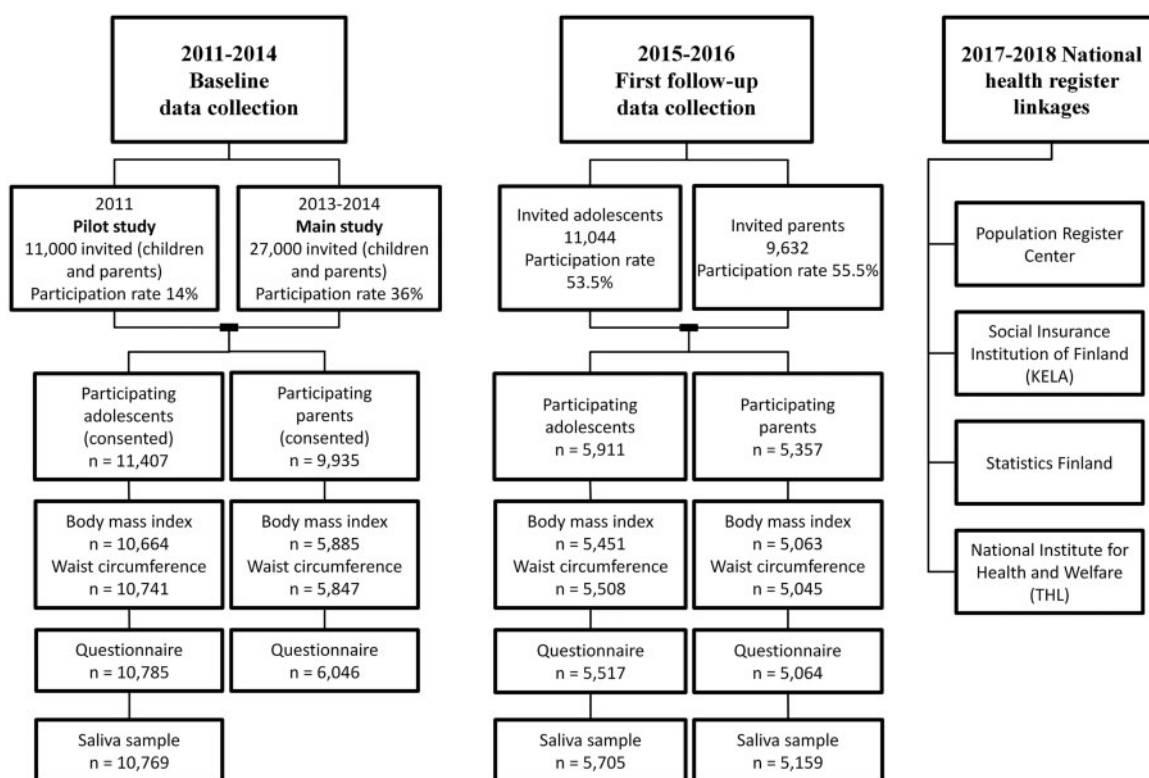 2011-2014
Baseline
data collection
2011
Pilot study
11,000 invited (children
and parents)
Participation rate 14%
2013-2014
Main study
27,000 invited (children
and parents)
Participation rate 36%
Participating
adolescents
(consented)
n = 11,407
Participating
parents
(consented)
n = 9,935
Body mass index
n = 10,664
Waist circumference
n = 10,741
Body mass index
n = 5,885
Waist circumference
n = 5,847
Questionnaire
n = 10,785
Questionnaire
n = 6,046
Saliva sample
n = 10,769
2015-2016
First follow-up
data collection
Invited adolescents
11,044
Participation rate
53.5%
Invited parents
9,632
Participation rate 55.5%
Participating
adolescents
n = 5,911
Participating
parents
n = 5,357
Body mass index
n = 5,451
Waist circumference
n = 5,508
Body mass index
n = 5,063
Waist circumference
n = 5,045
Questionnaire
n = 5,517
Questionnaire
n = 5,064
Saliva sample
n = 5,705
Saliva sample
n = 5,159
2017-2018 National
health register
linkages
Population Register
Center
Social Insurance
Institution of Finland
(KELA)
Statistics Finland
National Institute for
Health and Welfare
(THL)